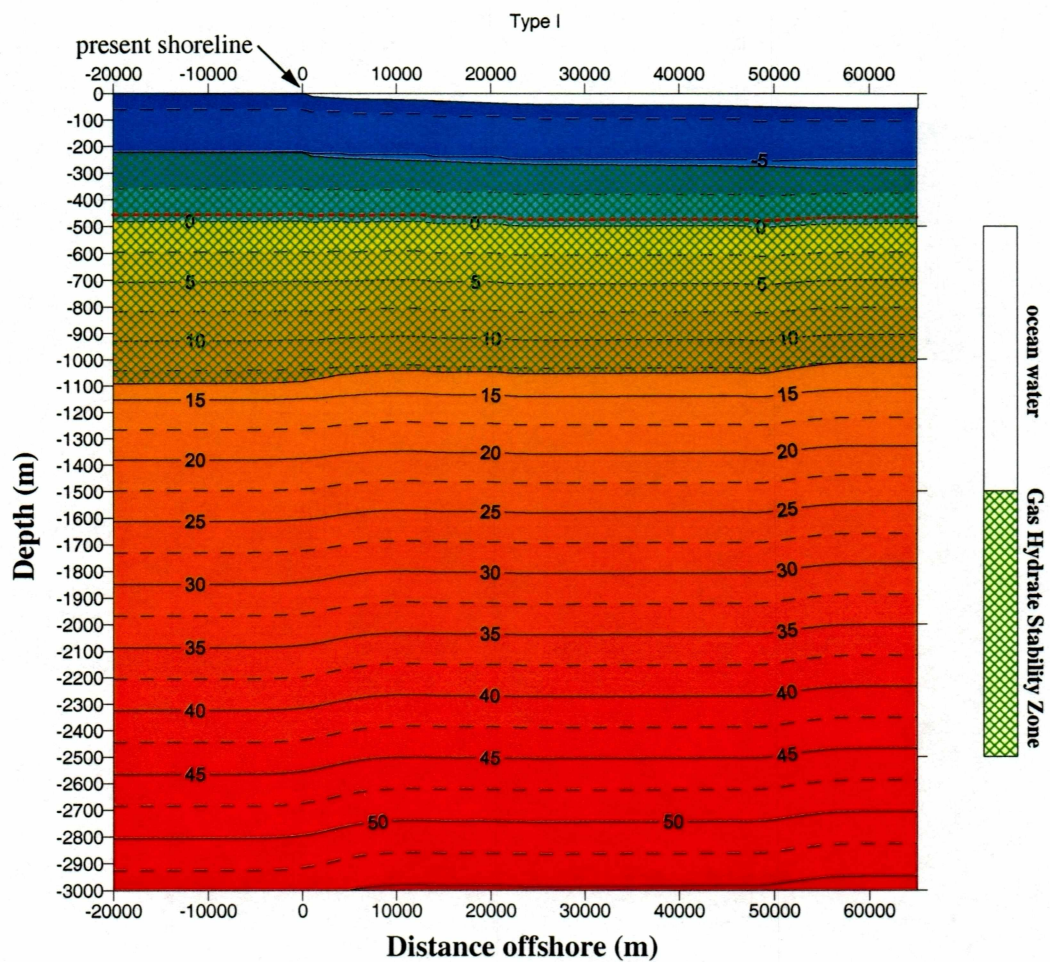 Type I
present shoreline
-20000 -10000 0 10000 20000 30000 40000 50000 60000
0
-100
-200
-5
-300
-400
0 0 0
-500
-600
5 5 5
-700
-800
10 10 10
-900
-1000
-1100
15 15 15
-1200
-1300
20 20 20
-1400
-1500
25 25 25
-1600
-1700
30 30 30
-1800
-1900
35 35 35
-2000
-2100
-2200
40 40 40
-2300
-2400
45 45 45
-2500
-2600
-2700
50 50
-2800
-2900
-3000
-20000 -10000 0 10000 20000 30000 40000 50000 60000
Depth (m)
Distance offshore (m)
ocean water
Gas Hydrate Stability Zone